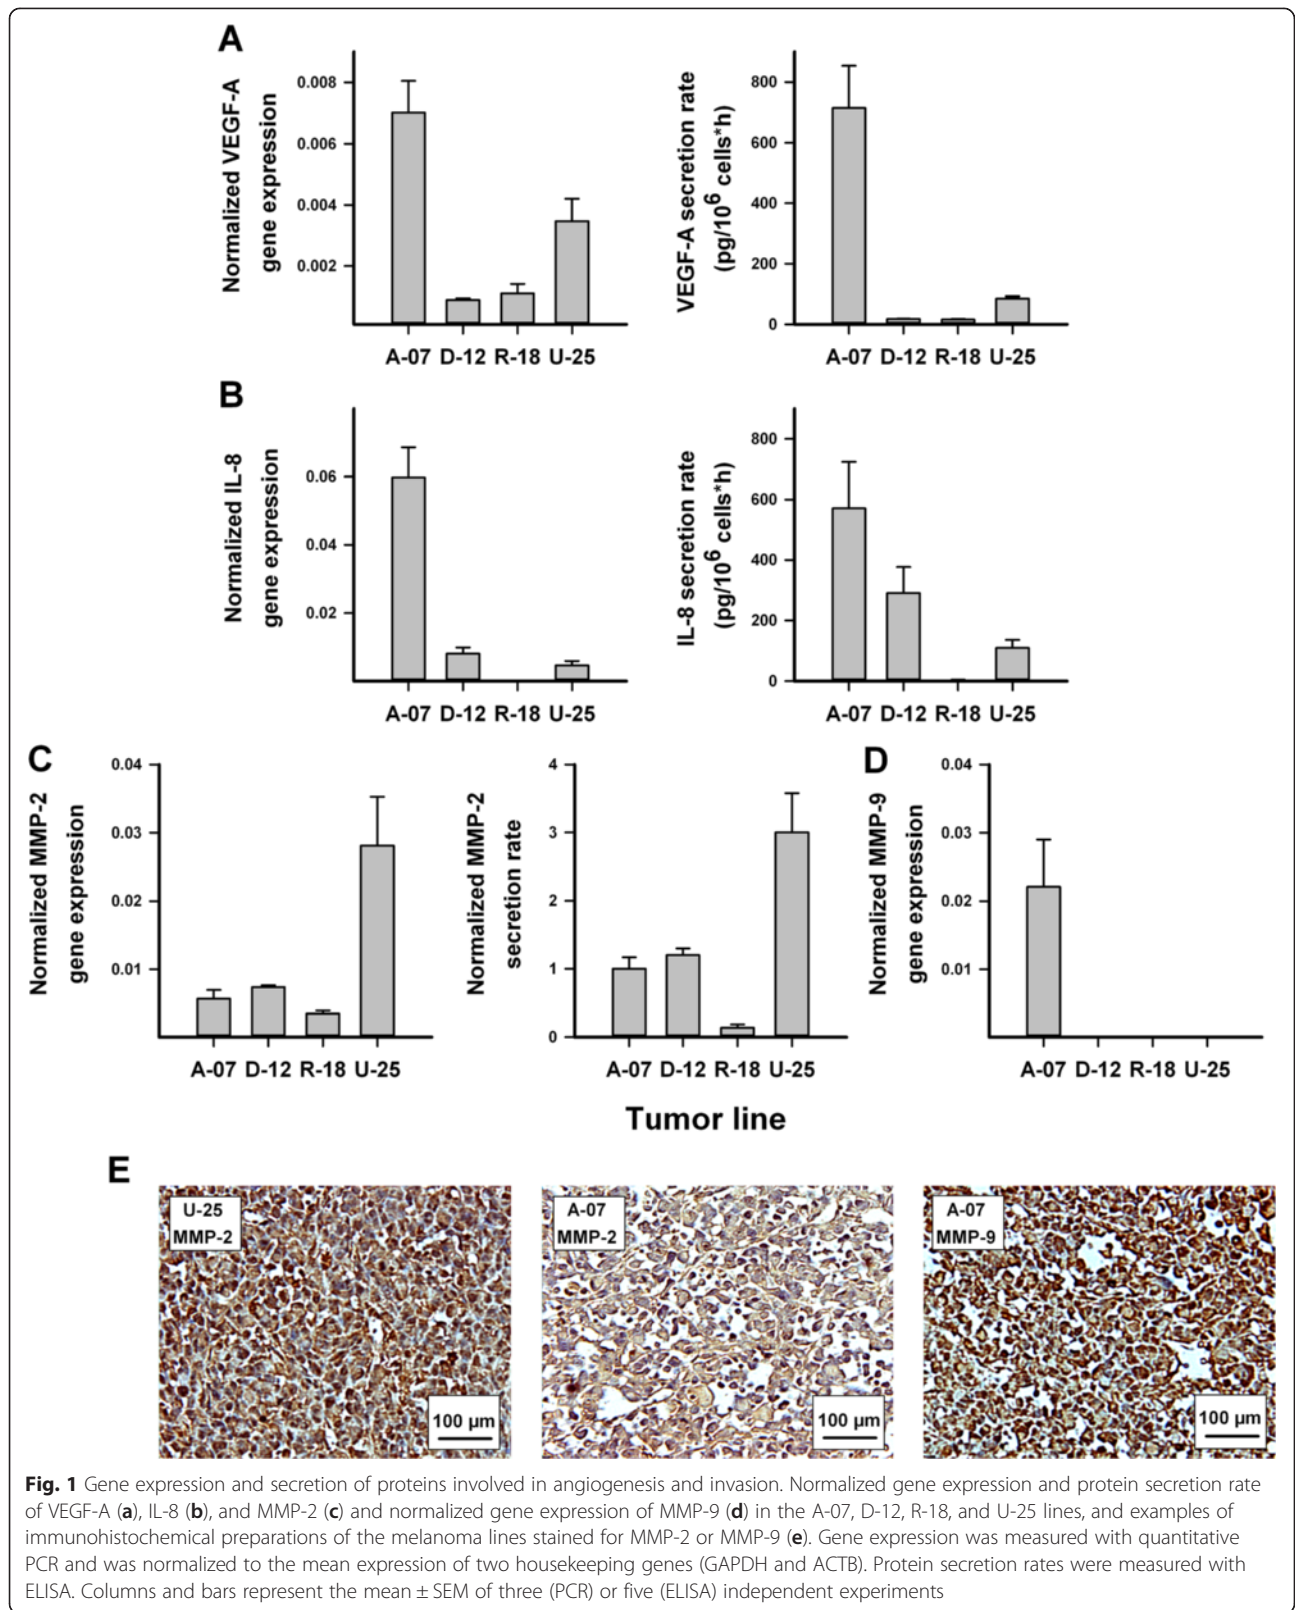 A
Normalized VEGF-A
gene expression
0.008
0.006
0.004
0.002
A-07 D-12 R-18 U-25
VEGF-A secretion rate
(pg/10^6 cells*h)
800
600
400
200
0
A-07 D-12 R-18 U-25
B
Normalized IL-8
gene expression
0.06
0.04
0.02
A-07 D-12 R-18 U-25
IL-8 secretion rate
(pg/10^6 cells*h)
800
600
400
200
0
A-07 D-12 R-18 U-25
C
Normalized MMP-2
gene expression
0.04
0.03
0.02
0.01
A-07 D-12 R-18 U-25
Normalized MMP-2
secretion rate
4
3
2
1
0
A-07 D-12 R-18 U-25
D
Normalized MMP-9
gene expression
0.04
0.03
0.02
0.01
A-07 D-12 R-18 U-25
Tumor line
E
U-25
MMP-2
100 µm
A-07
MMP-2
100 µm
A-07
MMP-9
100 µm
Fig. 1 Gene expression and secretion of proteins involved in angiogenesis and invasion. Normalized gene expression and protein secretion rate
of VEGF-A (a), IL-8 (b), and MMP-2 (c) and normalized gene expression of MMP-9 (d) in the A-07, D-12, R-18, and U-25 lines, and examples of
immunohistochemical preparations of the melanoma lines stained for MMP-2 or MMP-9 (e). Gene expression was measured with quantitative
PCR and was normalized to the mean expression of two housekeeping genes (GAPDH and ACTB). Protein secretion rates were measured with
ELISA. Columns and bars represent the mean ± SEM of three (PCR) or five (ELISA) independent experiments